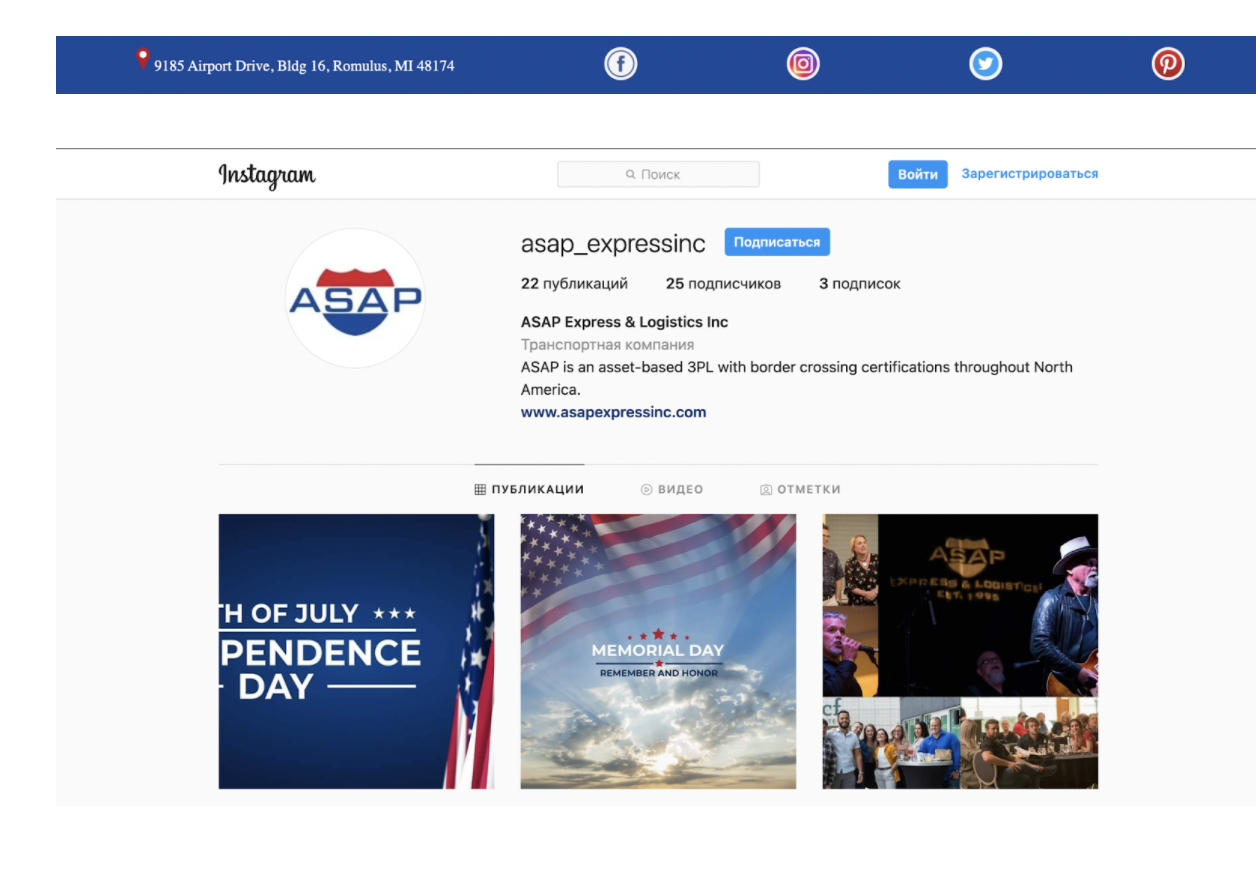 9185 Airport Drive, Bldg 16, Romulus, MI 48174
Instagram
Поиск
Войти
Зарегистрироваться
ASAP
asap_expressinc
Подписаться
22 публикаций 25 подписчиков 3 подписок
ASAP Express & Logistics Inc
Транспортная компания
ASAP is an asset-based 3PL with border crossing certifications throughout North
America.
www.asapexpressinc.com
ПУБЛИКАЦИИ
ВИДЕО
ОТМЕТКИ
TH OF JULY
PENDENCE
DAY
MEMORIAL DAY
REMEMBER AND HONOR
ASAP
EXPRESS & LOGISTICS
EST. 1995
cf